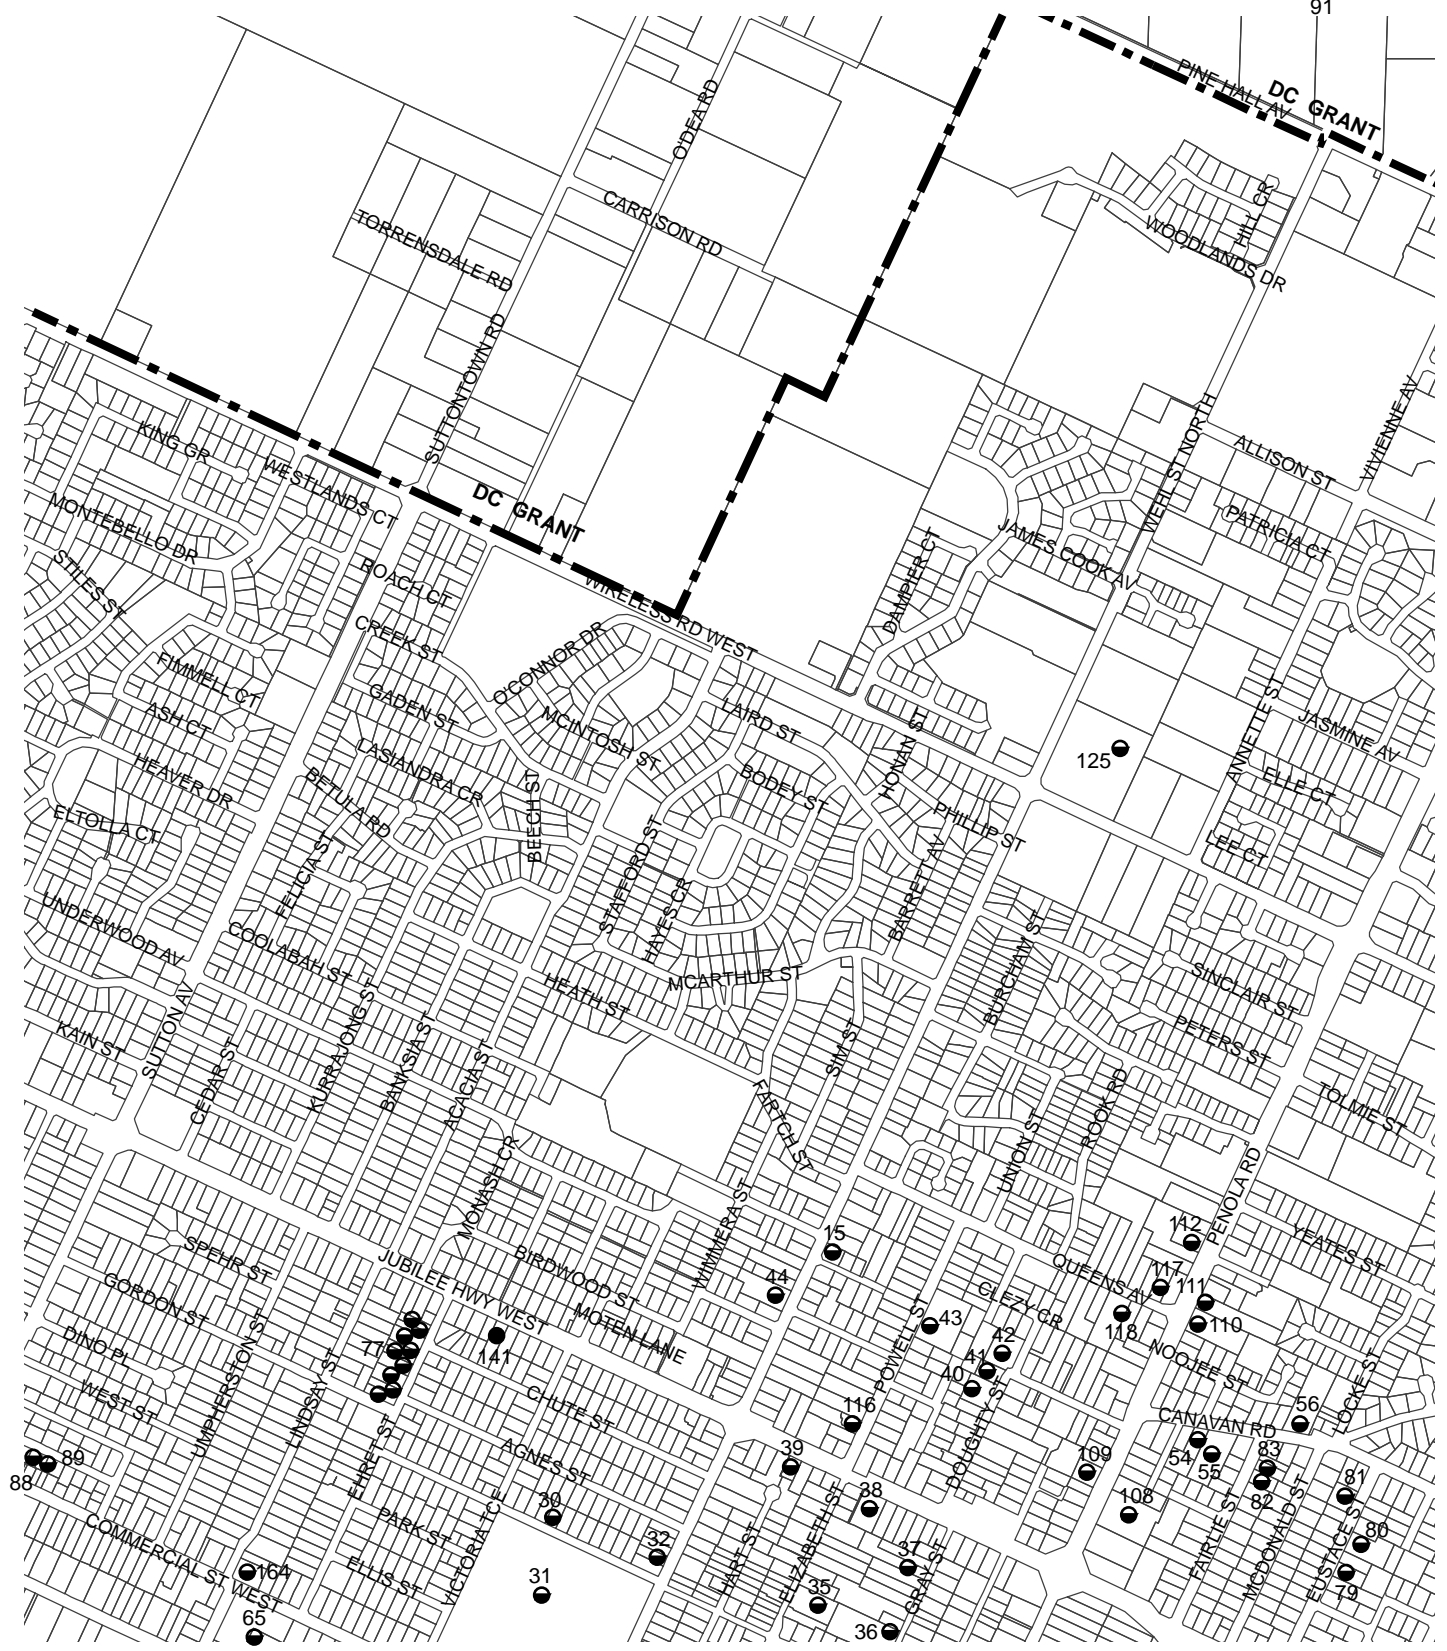 91
PINE HALL AV
DC GRANT
O'DEA RD
CARRISON RD
TORRENSDALE RD
HILL CR
WOODLANDS DR
SUTTONTOWN RD
KING GR
WESTLANDS CT
MONTEBELLO DR
DC GRANT
WEHL ST NORTH
ALLISON ST
VIVIENNE AV
PATRICIA CT
JAMES COOK AV
DAMPIER CT
STILES ST
ROACH CT
WIRELESS RD WEST
CREEK ST
O'CONNOR DR
FIMMELL CT
ASH CT
GADEN ST
MCINTOSH ST
LAIRD ST
HONAN ST
ANNETTE ST
JASMINE AV
125
HEAVER DR
LASIANDRA CR
BETULA RD
BEECH ST
BODEY ST
PHILLIP ST
ELLE CT
LEE CT
ELTOLLA CT
FELICIA ST
STAFFORD ST
HAYES CR
BARRETT AV
UNDERWOOD AV
COOLABAH ST
HEATH ST
MCARTHUR ST
BURCHAM ST
SINCLAIR ST
PETERS ST
KAIN ST
SUTTON AV
CEDAR ST
KURRAJONG ST
BANKSIA ST
ACACIA ST
SIM ST
FARTCH ST
ROOK RD
TOLMIE ST
UNION ST
MONASH CR
WIMMERA ST
PENOLA RD
15
112
YEATES ST
SPEHR ST
JUBILEE HWY WEST
BIRDWOOD ST
44
QUEENS AV
117
111
GORDON ST
MOTEN LANE
CLEZY CR
43
118
110
DINO PL
77
141
POWELL ST
42
41
40
NOOJEE ST
LOCKE ST
WEST ST
UMPHERSTON ST
LINDSAY ST
CHUTE ST
116
DOUGHTY ST
CANAVAN RD
56
AGNES ST
39
109
54
55
83
82
81
89
88
EHRET ST
30
38
108
FAIRLIE ST
MCDONALD ST
EUSTACE ST
80
79
COMMERCIAL ST WEST
PARK ST
VICTORIA TCE
32
HART ST
ELIZABETH ST
37
GRAY ST
164
ELLIS ST
31
35
65
36